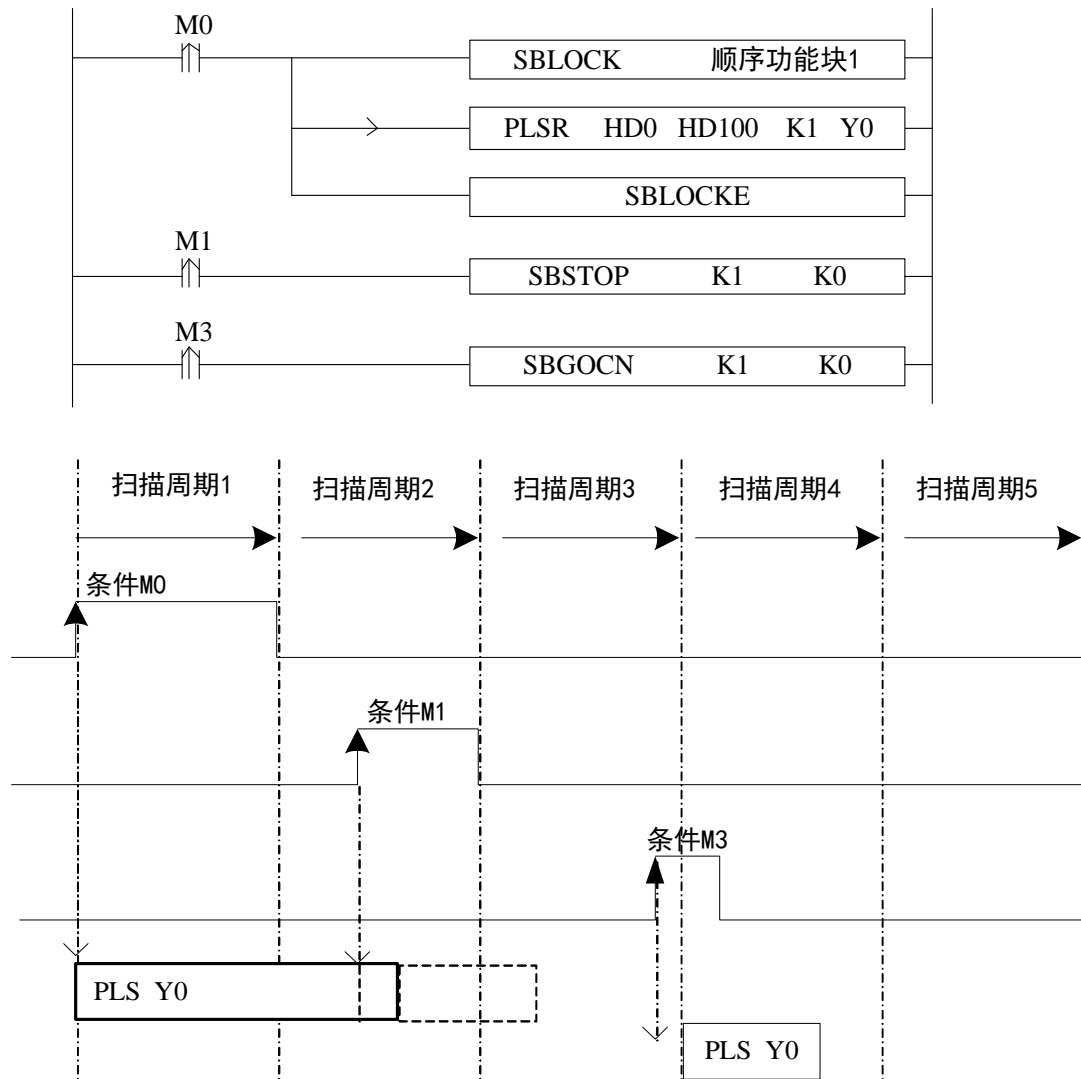 M0
SBLOCK 顺序功能块1
PLSR HD0 HD100 K1 Y0
SBLOCKE
M1
SBSTOP K1 K0
M3
SBGOCN K1 K0
扫描周期1 扫描周期2 扫描周期3 扫描周期4 扫描周期5
条件M0
条件M1
条件M3
PLS Y0
PLS Y0